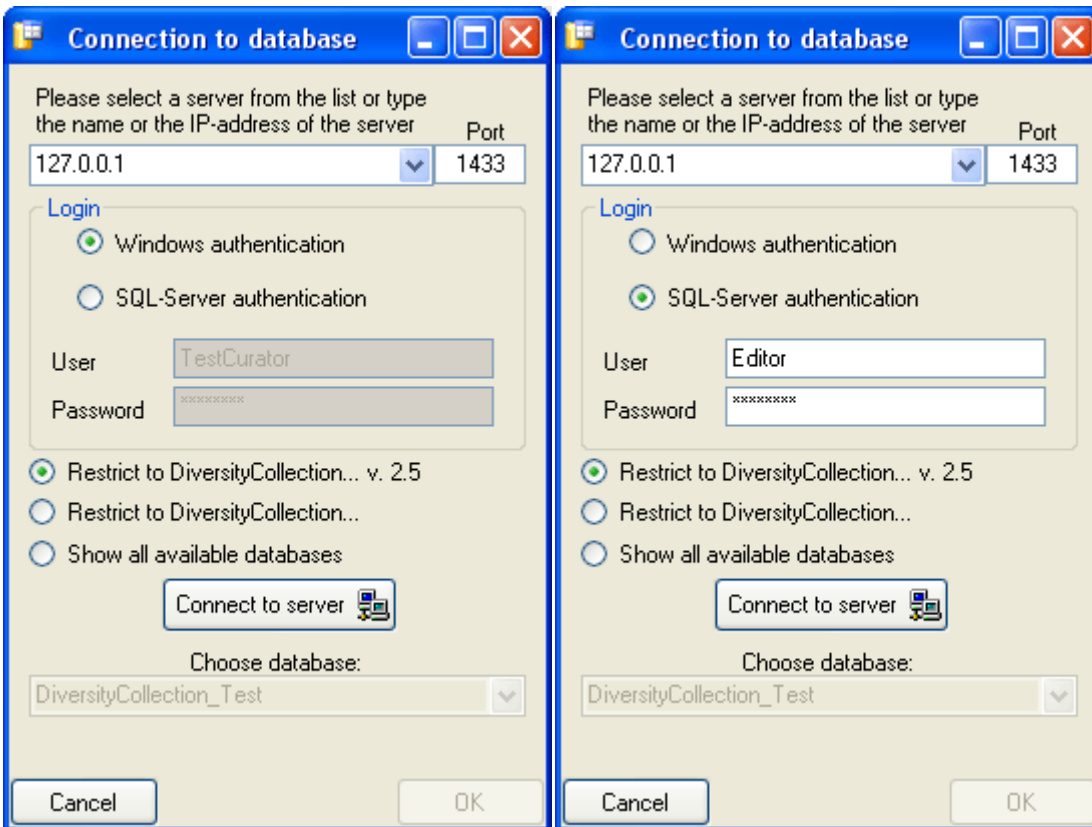 Connection to database
Please select a server from the list or type
the name or the IP-address of the server
Port
127.0.0.1
1433
Login
Windows authentication
SQL-Server authentication
User
TestCurator
Password
xxxxxxxx
Restrict to DiversityCollection... v. 2.5
Restrict to DiversityCollection...
Show all available databases
Connect to server
Choose database:
DiversityCollection_Test
Cancel
OK
Connection to database
Please select a server from the list or type
the name or the IP-address of the server
Port
127.0.0.1
1433
Login
Windows authentication
SQL-Server authentication
User
Editor
Password
xxxxxxxx
Restrict to DiversityCollection... v. 2.5
Restrict to DiversityCollection...
Show all available databases
Connect to server
Choose database:
DiversityCollection_Test
Cancel
OK